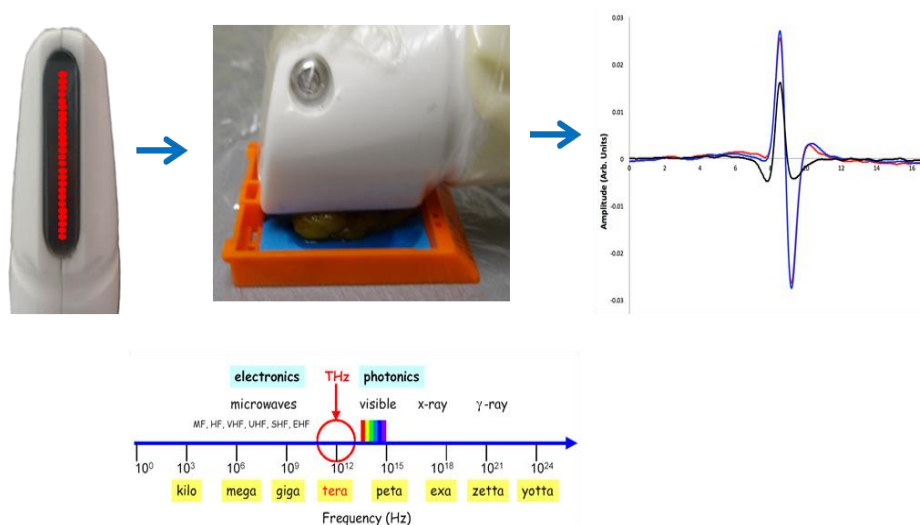 0.03
0.02
0.01
0
-0.01
-0.02
-0.03
Amplitude (Arb. Units)
0 2 4 6 8 10 12 14 16
electronics THz photonics
microwaves visible x-ray γ-ray
MF, HF, VHF, UHF, SHF, EHF
10⁰ 10³ 10⁶ 10⁹ 10¹² 10¹⁵ 10¹⁸ 10²¹ 10²⁴
kilo mega giga tera peta exa zetta yotta
Frequency (Hz)